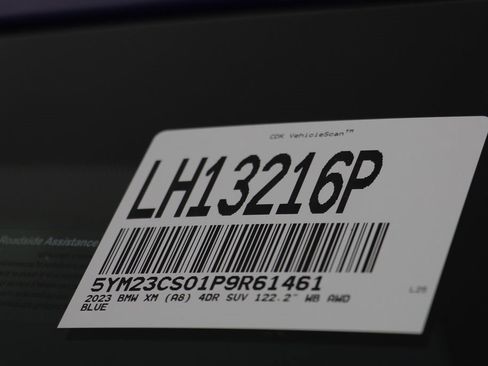 CDK VehicleScan™
LH13216P
Roadside Assistance
5YM23CS01P9R61461
2023 BMW XM (A8) 4DR SUV 122.2" WB AWD
BLUE
L25